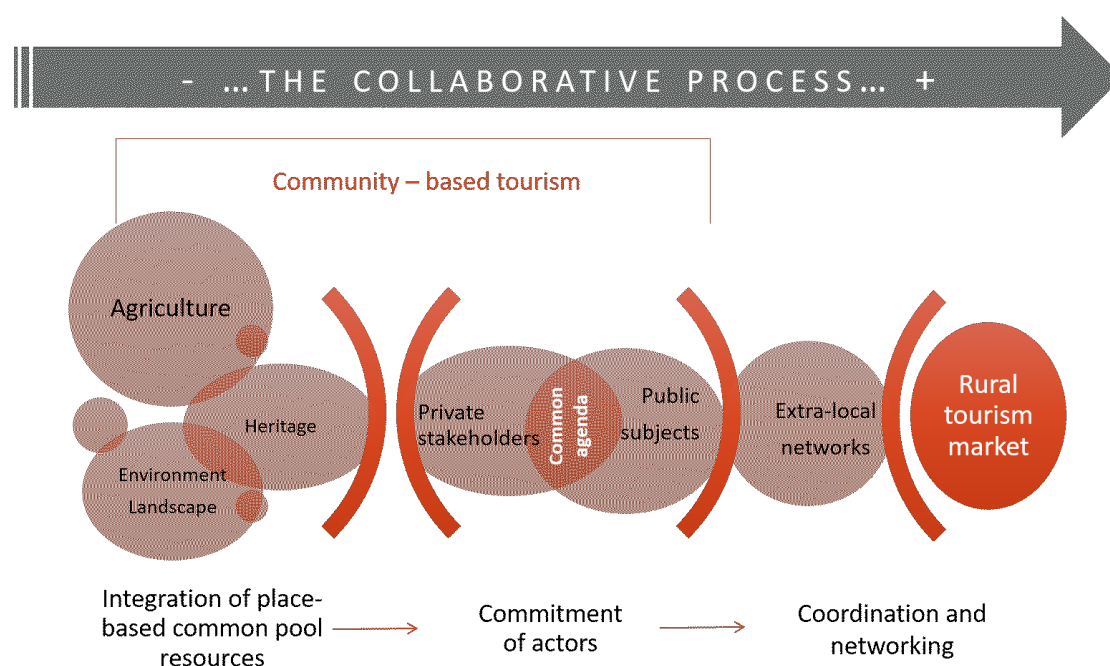 - ...THE COLLABORATIVE PROCESS... +
Community – based tourism
Agriculture
Heritage
Environment
Landscape
Private
stakeholders
Common
agenda
Public
subjects
Extra-local
networks
Rural
tourism
market
Integration of place-
based common pool
resources
Commitment
of actors
Coordination and
networking